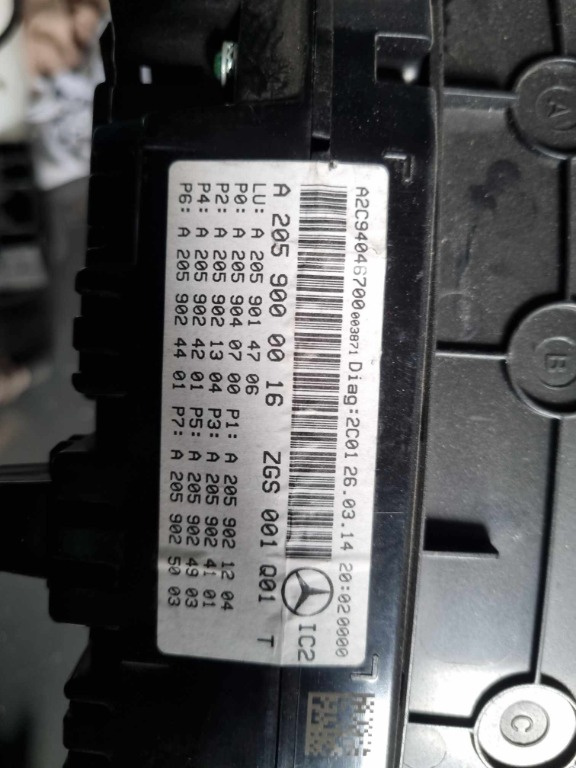 A2C94046700003871 Diag:2C01 26.03.14 20:020000
IC2
A 205 900 00 16 ZGS 001 Q01 T
LU: A 205 901 47 06
P0: A 205 904 07 00 P1: A 205 902 12 04
P2: A 205 902 13 04 P3: A 205 902 41 01
P4: A 205 902 42 01 P5: A 205 902 49 03
P6: A 205 902 44 01 P7: A 205 902 50 03
A
B
C